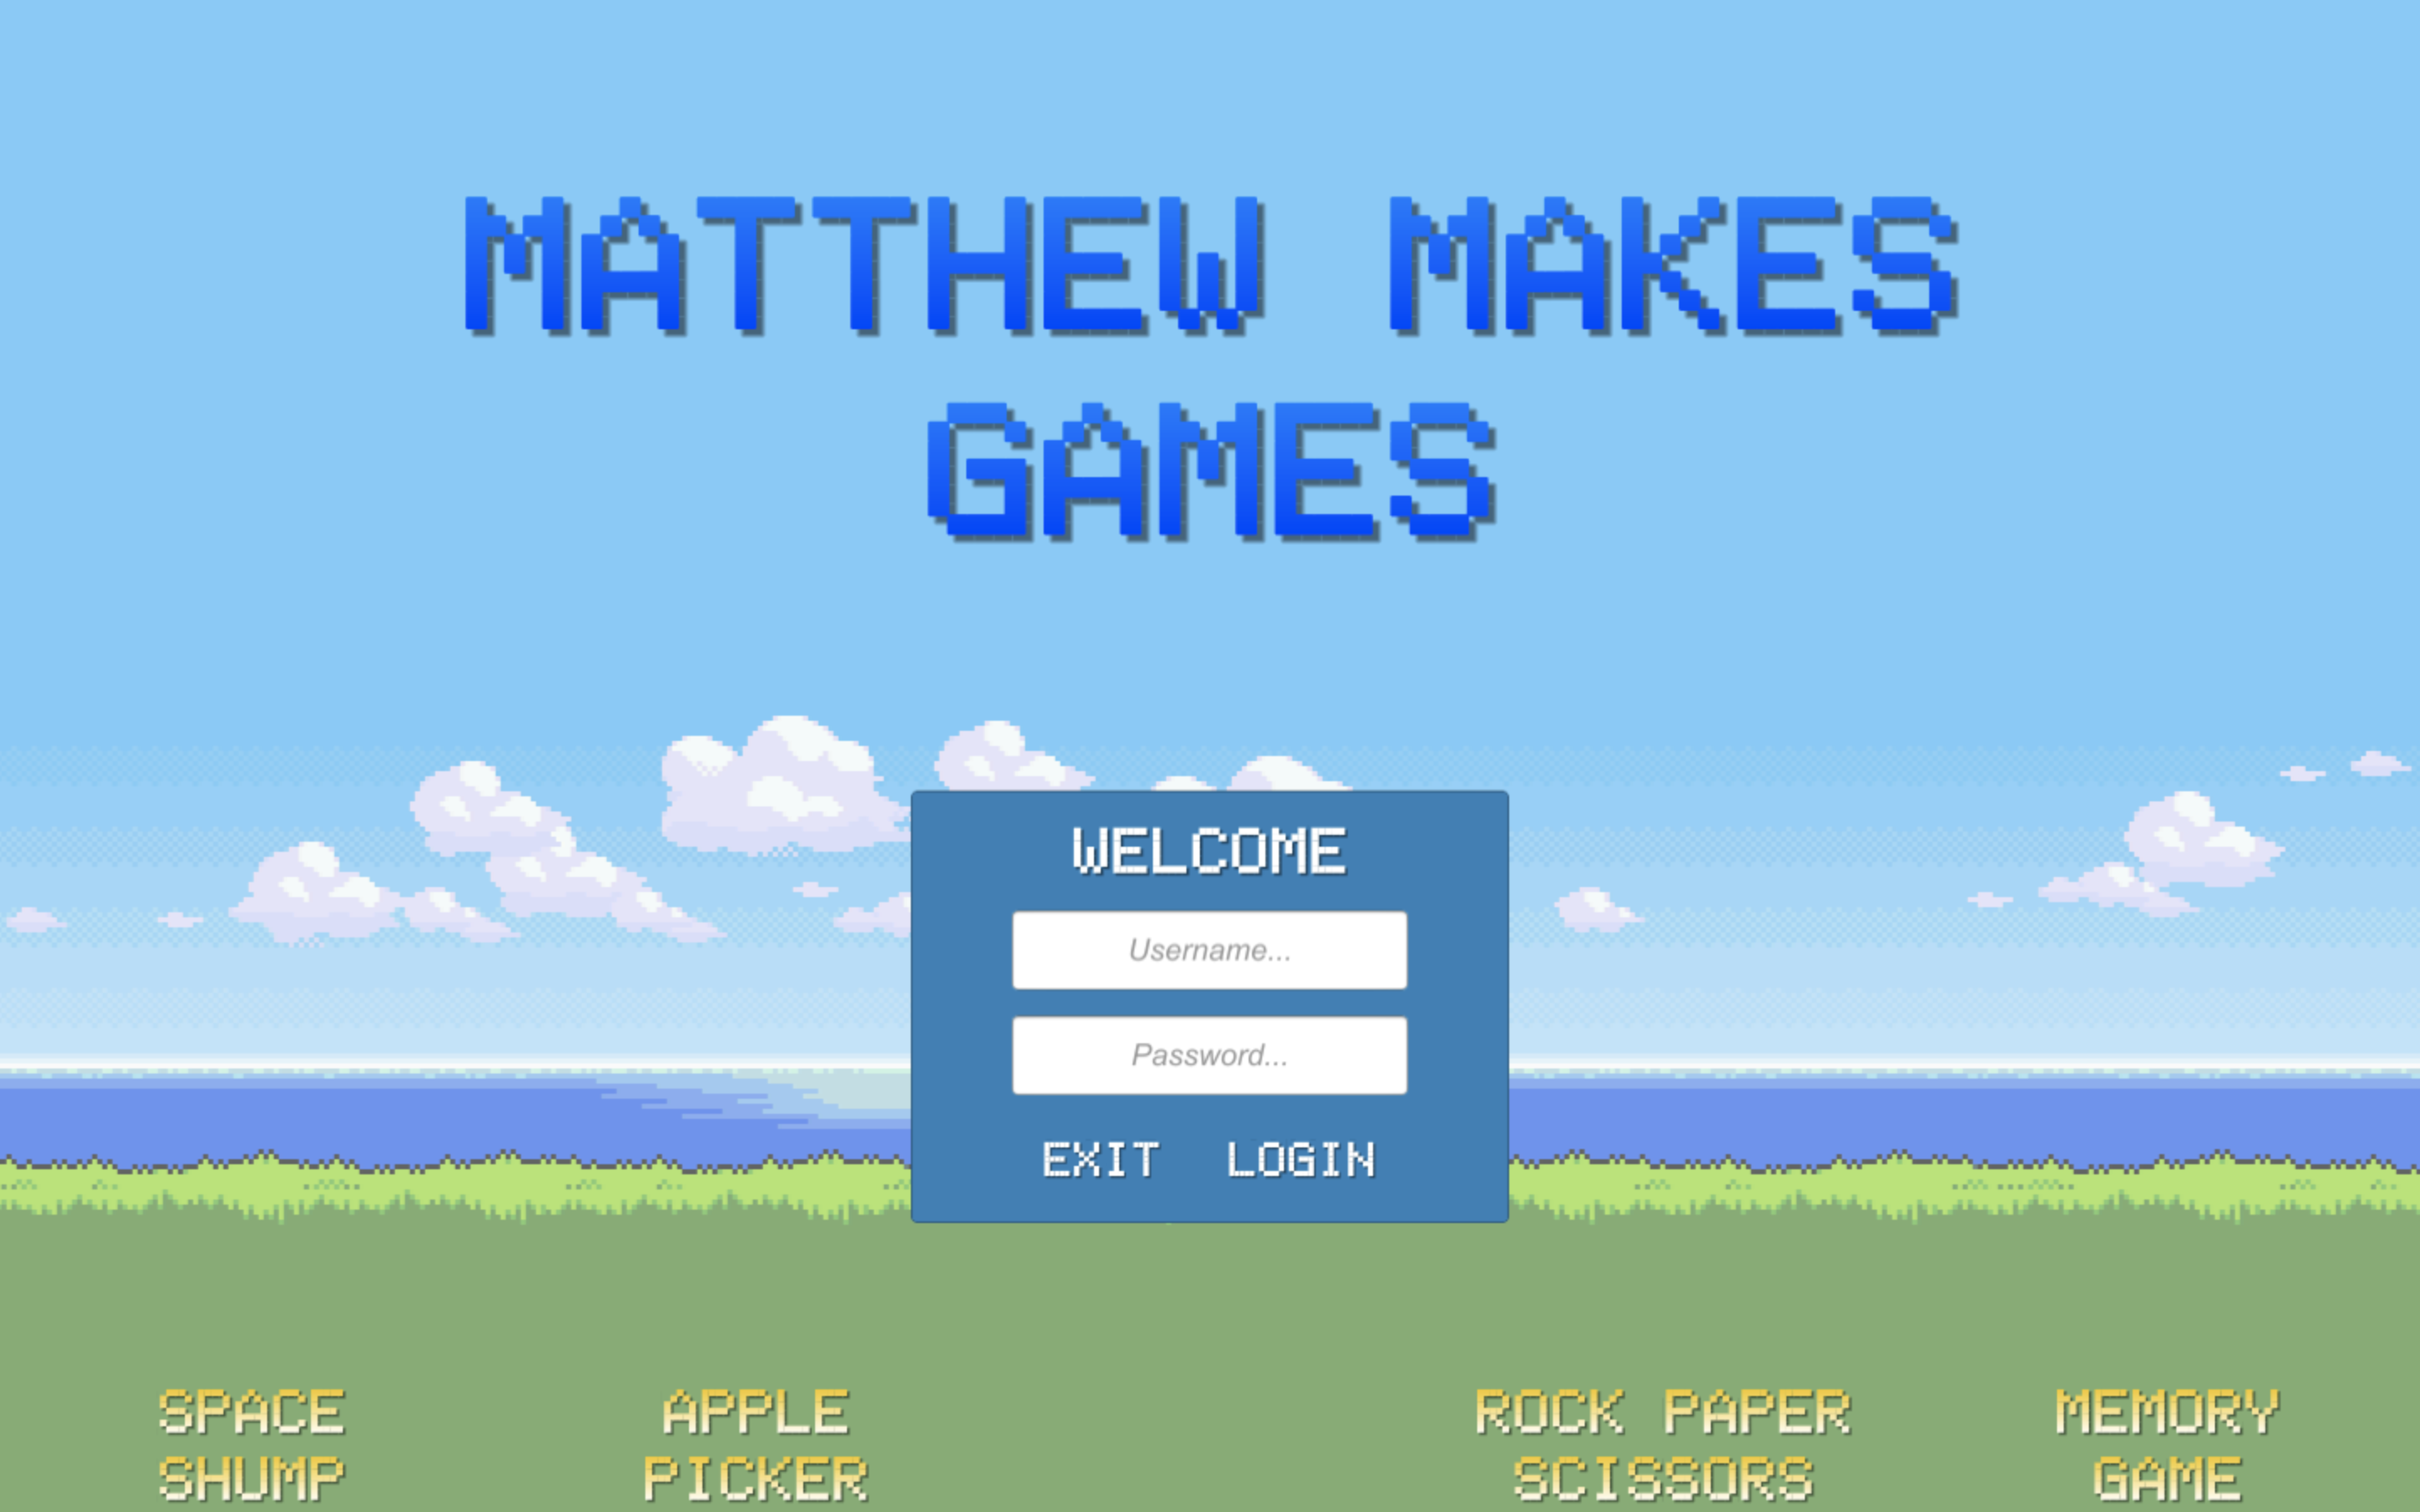 MATTHEW MAKES
GAMES
WELCOME
Username...
Password...
EXIT LOGIN
SPACE
SHUMP
APPLE
PICKER
ROCK PAPER
SCISSORS
MEMORY
GAME